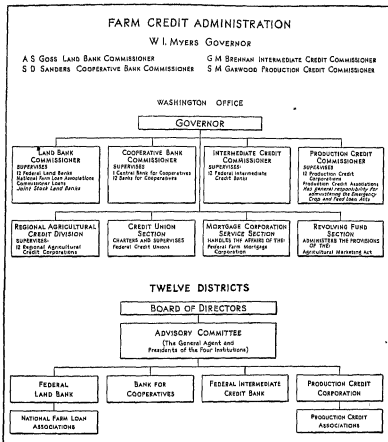 FARM CREDIT ADMINISTRATION
W I. MYERS GOVERNOR
A S GOSS LAND BANK COMMISSIONER
G M BRENNAN INTERMEDIATE CREDIT COMMISSIONER
S D SANDERS COOPERATIVE BANK COMMISSIONER
S M GARWOOD PRODUCTION CREDIT COMMISSIONER
WASHINGTON OFFICE
GOVERNOR
LAND BANK
COMMISSIONER
SUPERVISES
12 Federal Land Banks
National Farm Loan Associations
Commissioner Loans
Joint Stock Land Banks
COOPERATIVE BANK
COMMISSIONER
SUPERVISES
1 Central Bank for Cooperatives
12 Banks for Cooperatives
INTERMEDIATE CREDIT
COMMISSIONER
SUPERVISES:
12 Federal Intermediate
Credit Banks
PRODUCTION CREDIT
COMMISSIONER
SUPERVISES
12 Production Credit
Corporations
Production Credit Associations
Has general responsibility for
administering the Emergency
Crop and Feed Loan Acts
REGIONAL AGRICULTURAL
CREDIT DIVISION
SUPERVISES-
12 Regional Agricultural
Credit Corporations
CREDIT UNION
SECTION
CHARTERS AND SUPERVISES
Federal Credit Unions
MORTGAGE CORPORATION
SERVICE SECTION
HANDLES THE AFFAIRS OF THE:
Federal Farm Mortgage
Corporation
REVOLVING FUND
SECTION
ADMINISTERS THE PROVISIONS
OF THE:
Agricultural Marketing Act
TWELVE DISTRICTS
BOARD OF DIRECTORS
ADVISORY COMMITTEE
(The General Agent and
Presidents of the Four Institutions)
FEDERAL
LAND BANK
BANK FOR
COOPERATIVES
FEDERAL INTERMEDIATE
CREDIT BANK
PRODUCTION CREDIT
CORPORATION
NATIONAL FARM LOAN
ASSOCIATIONS
PRODUCTION CREDIT
ASSOCIATIONS